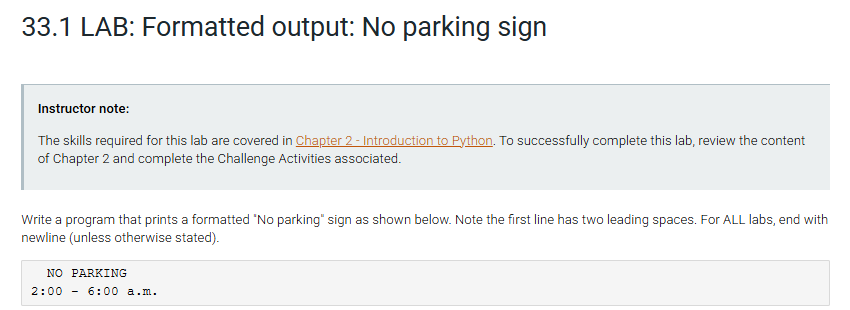 33.1 LAB: Formatted output: No parking sign
Instructor note:
The skills required for this lab are covered in Chapter 2 - Introduction to Python. To successfully complete this lab, review the content
of Chapter 2 and complete the Challenge Activities associated.
Write a program that prints a formatted "No parking" sign as shown below. Note the first line has two leading spaces. For ALL labs, end with
newline (unless otherwise stated).
  NO PARKING
2:00 - 6:00 a.m.